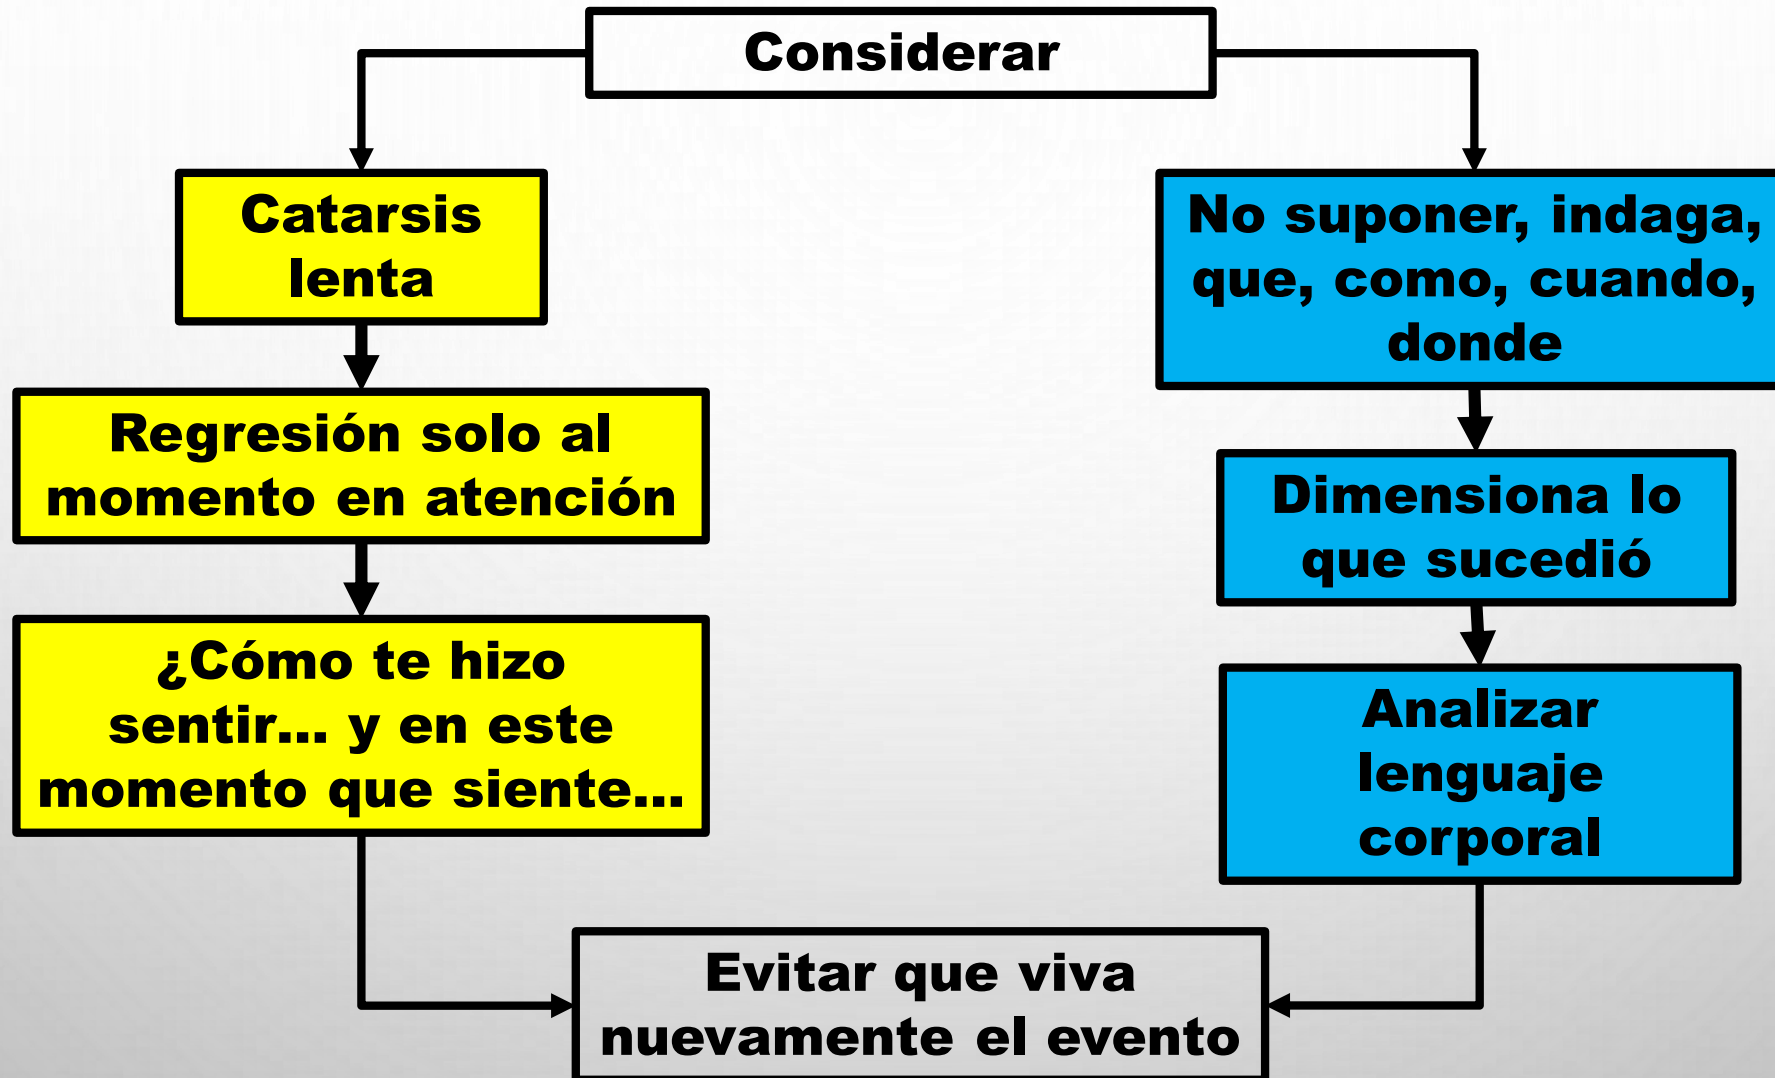 Considerar
Catarsis
lenta
Regresión solo al
momento en atención
¿Cómo te hizo
sentir... y en este
momento que siente...
No suponer, indaga,
que, como, cuando,
donde
Dimensiona lo
que sucedió
Analizar
lenguaje
corporal
Evitar que viva
nuevamente el evento